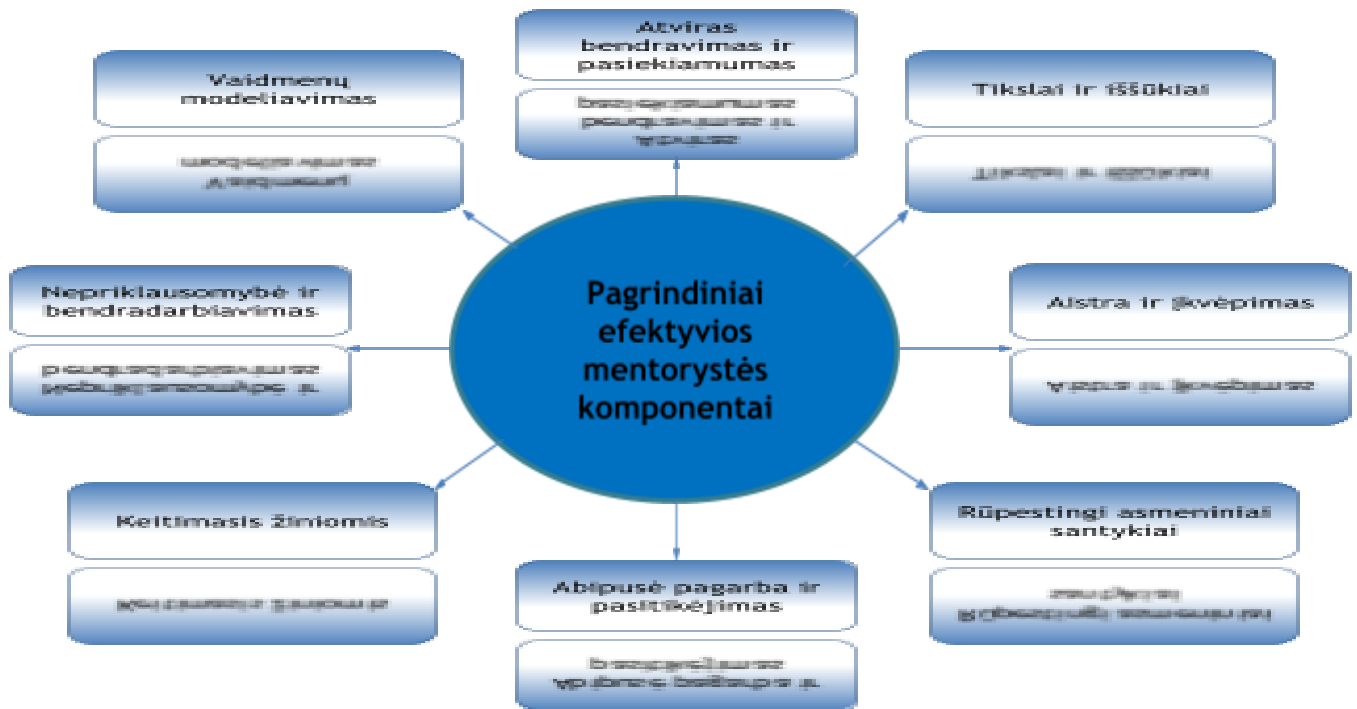 Atviras
bendravimas ir
pasiekiamumas
Vaidmenų
modeliavimas
Tikslai ir iššūkiai
Nepriklausomybė ir
bendradarbiavimas
Pagrindiniai
efektyvios
mentorystės
komponentai
Aistra ir įkvėpimas
Keitimasis žiniomis
Rūpestingi asmeniniai
santykiai
Abipusė pagarba ir
pasitikėjimas